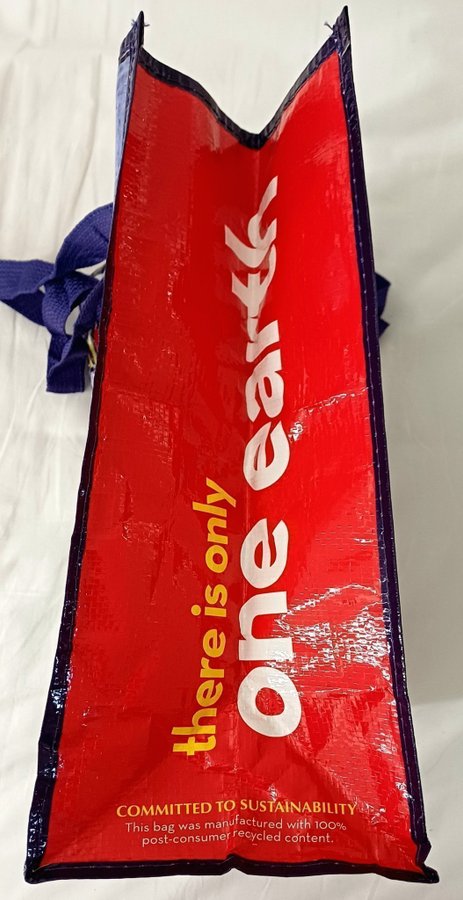 there is only
one earth
COMMITTED TO SUSTAINABILITY
This bag was manufactured with 100%
post-consumer recycled content.